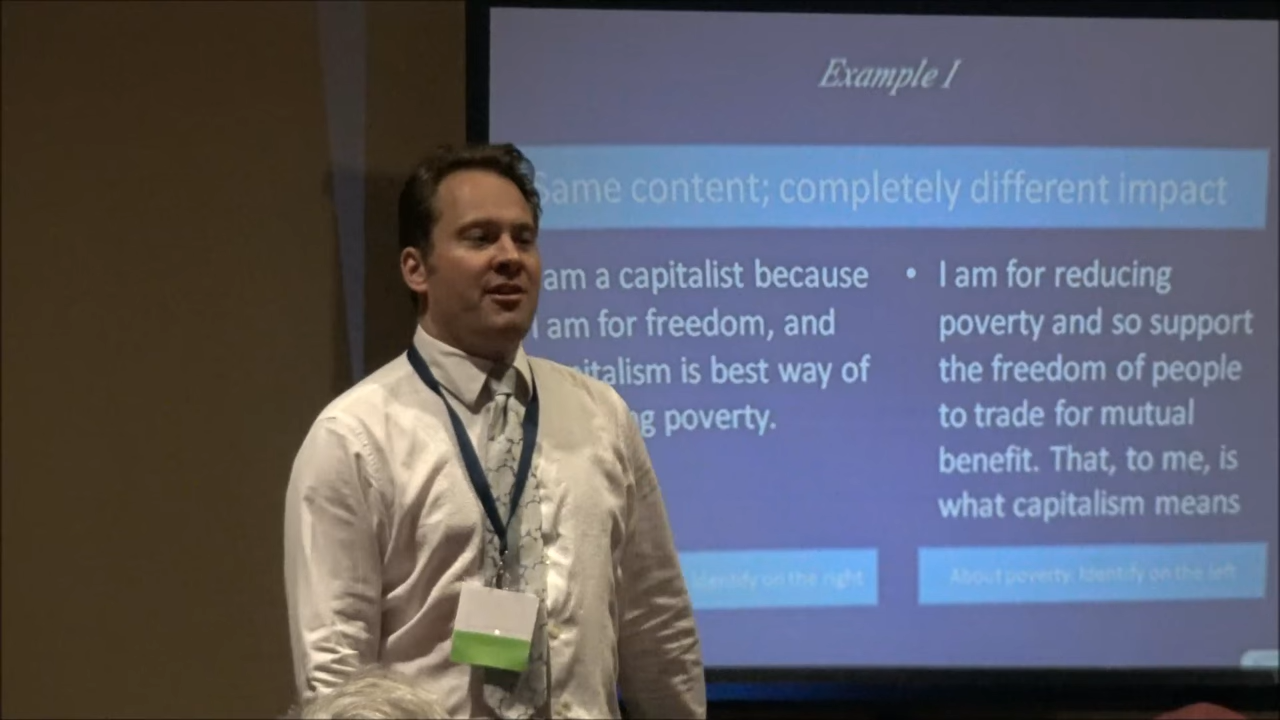 Example I
Same content; completely different impact
am a capitalist because
I am for freedom, and
italism is best way of
ng poverty.
• I am for reducing
poverty and so support
the freedom of people
to trade for mutual
benefit. That, to me, is
what capitalism means
Identify on the right
About poverty: Identify on the left